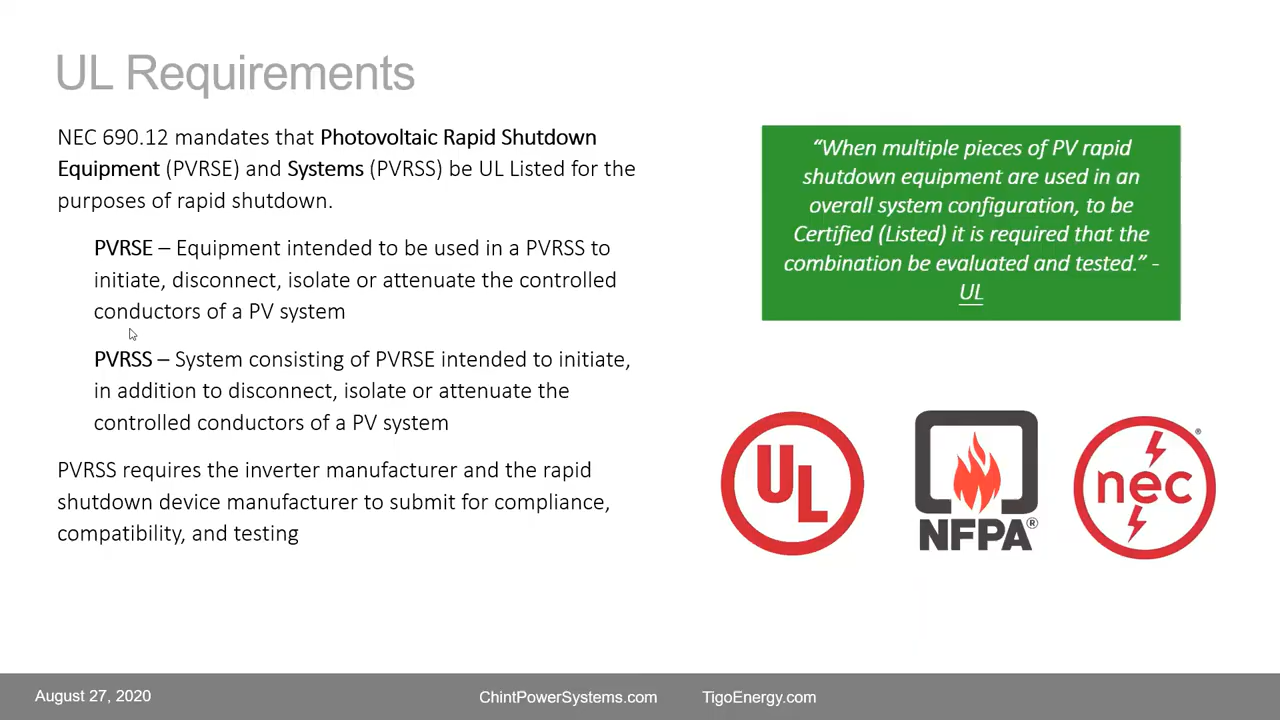 UL Requirements
NEC 690.12 mandates that Photovoltaic Rapid Shutdown
Equipment (PVRSE) and Systems (PVRSS) be UL Listed for the
purposes of rapid shutdown.
PVRSE – Equipment intended to be used in a PVRSS to
initiate, disconnect, isolate or attenuate the controlled
conductors of a PV system
PVRSS – System consisting of PVRSE intended to initiate,
in addition to disconnect, isolate or attenuate the
controlled conductors of a PV system
PVRSS requires the inverter manufacturer and the rapid
shutdown device manufacturer to submit for compliance,
compatibility, and testing
“When multiple pieces of PV rapid
shutdown equipment are used in an
overall system configuration, to be
Certified (Listed) it is required that the
combination be evaluated and tested.” -
UL
UL
NFPA®
nec®
August 27, 2020
ChintPowerSystems.com
TigoEnergy.com